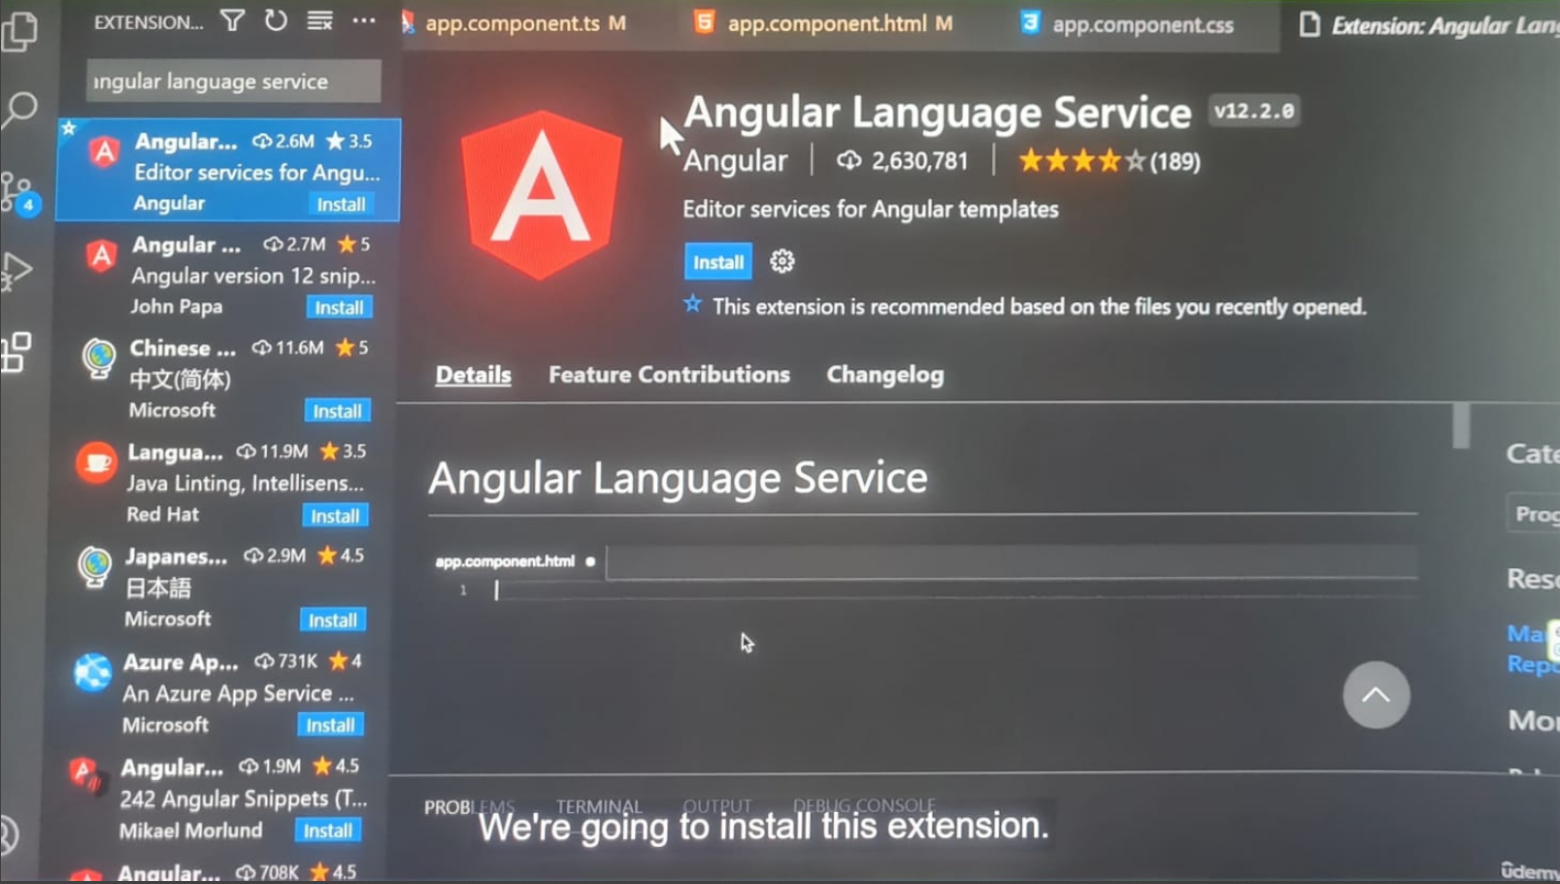 EXTENSION...
app.component.ts M
app.component.html M
app.component.css
Extension: Angular Lan
ngular language service
Angular... 2.6M 3.5
Editor services for Angu...
Angular Install
Angular ... 2.7M 5
Angular version 12 snip...
John Papa Install
Chinese ... 11.6M 5
中文(简体)
Microsoft Install
Langua... 11.9M 3.5
Java Linting, Intellisens...
Red Hat Install
Japanes... 2.9M 4.5
日本語
Microsoft Install
Azure Ap... 731K 4
An Azure App Service ...
Microsoft Install
Angular... 1.9M 4.5
242 Angular Snippets (T...
Mikael Morlund Install
Angular... 708K 4.5
4
Angular Language Service v12.2.0
Angular 2,630,781 (189)
Editor services for Angular templates
Install
This extension is recommended based on the files you recently opened.
Details Feature Contributions Changelog
Angular Language Service
app.component.html
1
Cate
Prog
Reso
Ma
Repo
Mor
PROBLEMS TERMINAL OUTPUT DEBUG CONSOLE
We're going to install this extension.
udemy